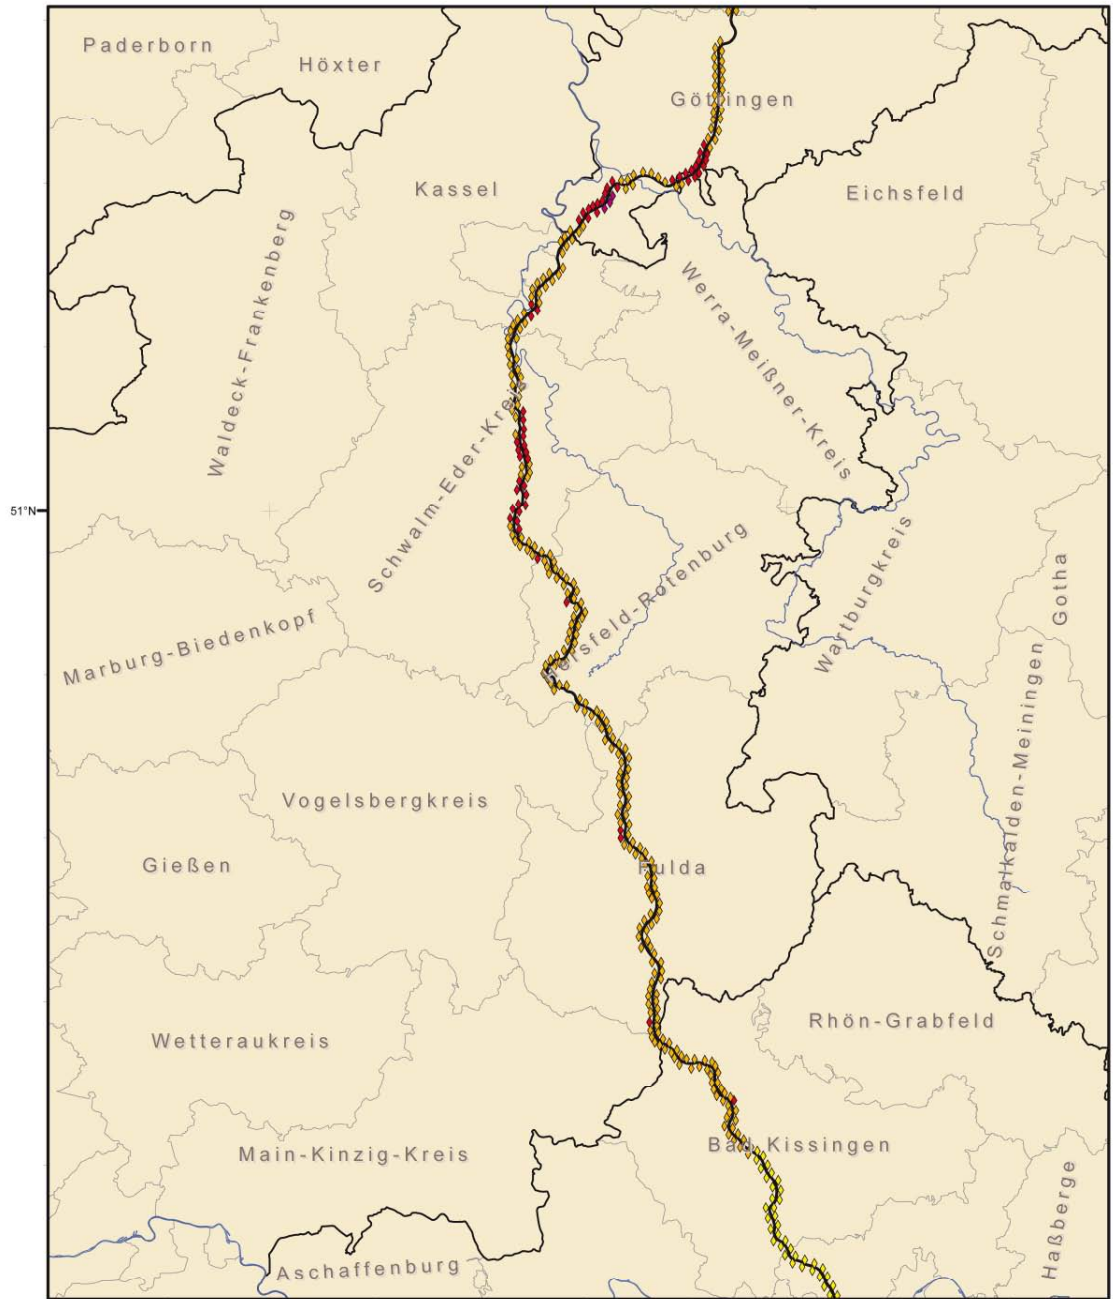 Paderborn
Höxter
Göttingen
Kassel
Eichsfeld
Waldeck-Frankenberg
Werra-Meißner-Kreis
Schwalm-Eder-Kreis
51°N
Hersfeld-Rotenburg
Wartburgkreis
Gotha
Marburg-Biedenkopf
Schmalkalden-Meiningen
Vogelsbergkreis
Gießen
Fulda
Rhön-Grabfeld
Wetteraukreis
Bad Kissingen
Main-Kinzig-Kreis
Haßberge
Aschaffenburg